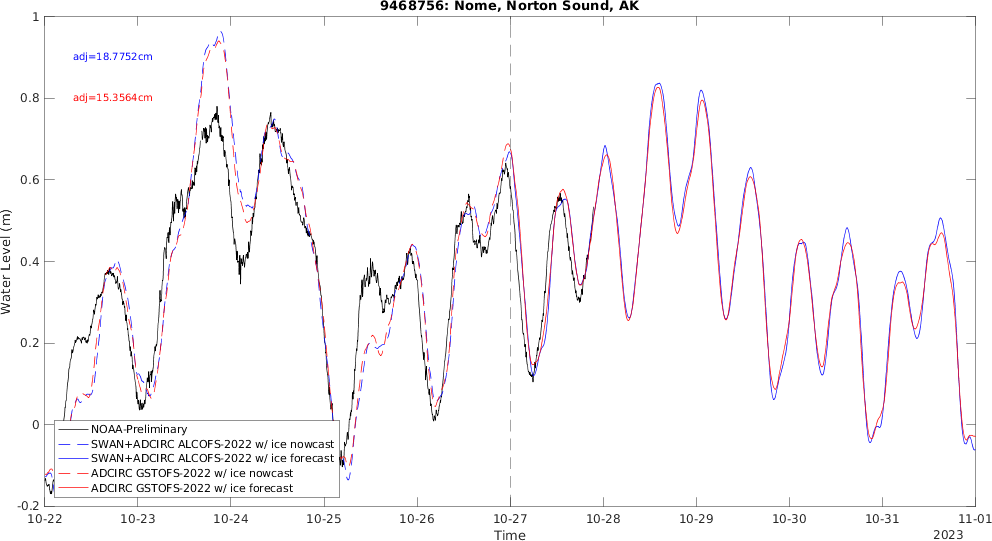 9468756: Nome, Norton Sound, AK
adj=18.7752cm
adj=15.3564cm
Water Level (m)
1
0.8
0.6
0.4
0.2
0
-0.2
NOAA-Preliminary
SWAN+ADCIRC ALCOFS-2022 w/ ice nowcast
SWAN+ADCIRC ALCOFS-2022 w/ ice forecast
ADCIRC GSTOFS-2022 w/ ice nowcast
ADCIRC GSTOFS-2022 w/ ice forecast
10-22 10-23 10-24 10-25 10-26 10-27 10-28 10-29 10-30 10-31 11-01
Time
2023